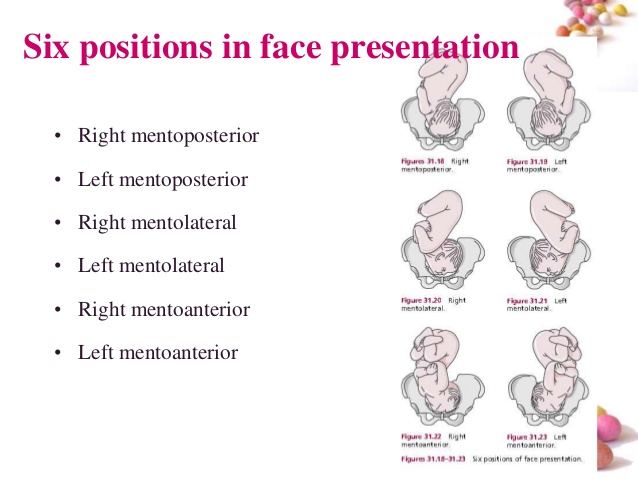 Six positions in face presentation
• Right mentoposterior
• Left mentoposterior
• Right mentolateral
• Left mentolateral
• Right mentoanterior
• Left mentoanterior
Figures 31.18 Right
mentoposterior.
Figure 31.19 Left
mentoposterior.
Figure 31.20 Right
mentolateral.
Figure 31.21 Left
mentolateral.
Figure 31.22 Right
mentoanterior.
Figure 31.23 Left
mentoanterior.
Figures 31.18–31.23 Six positions of face presentation.